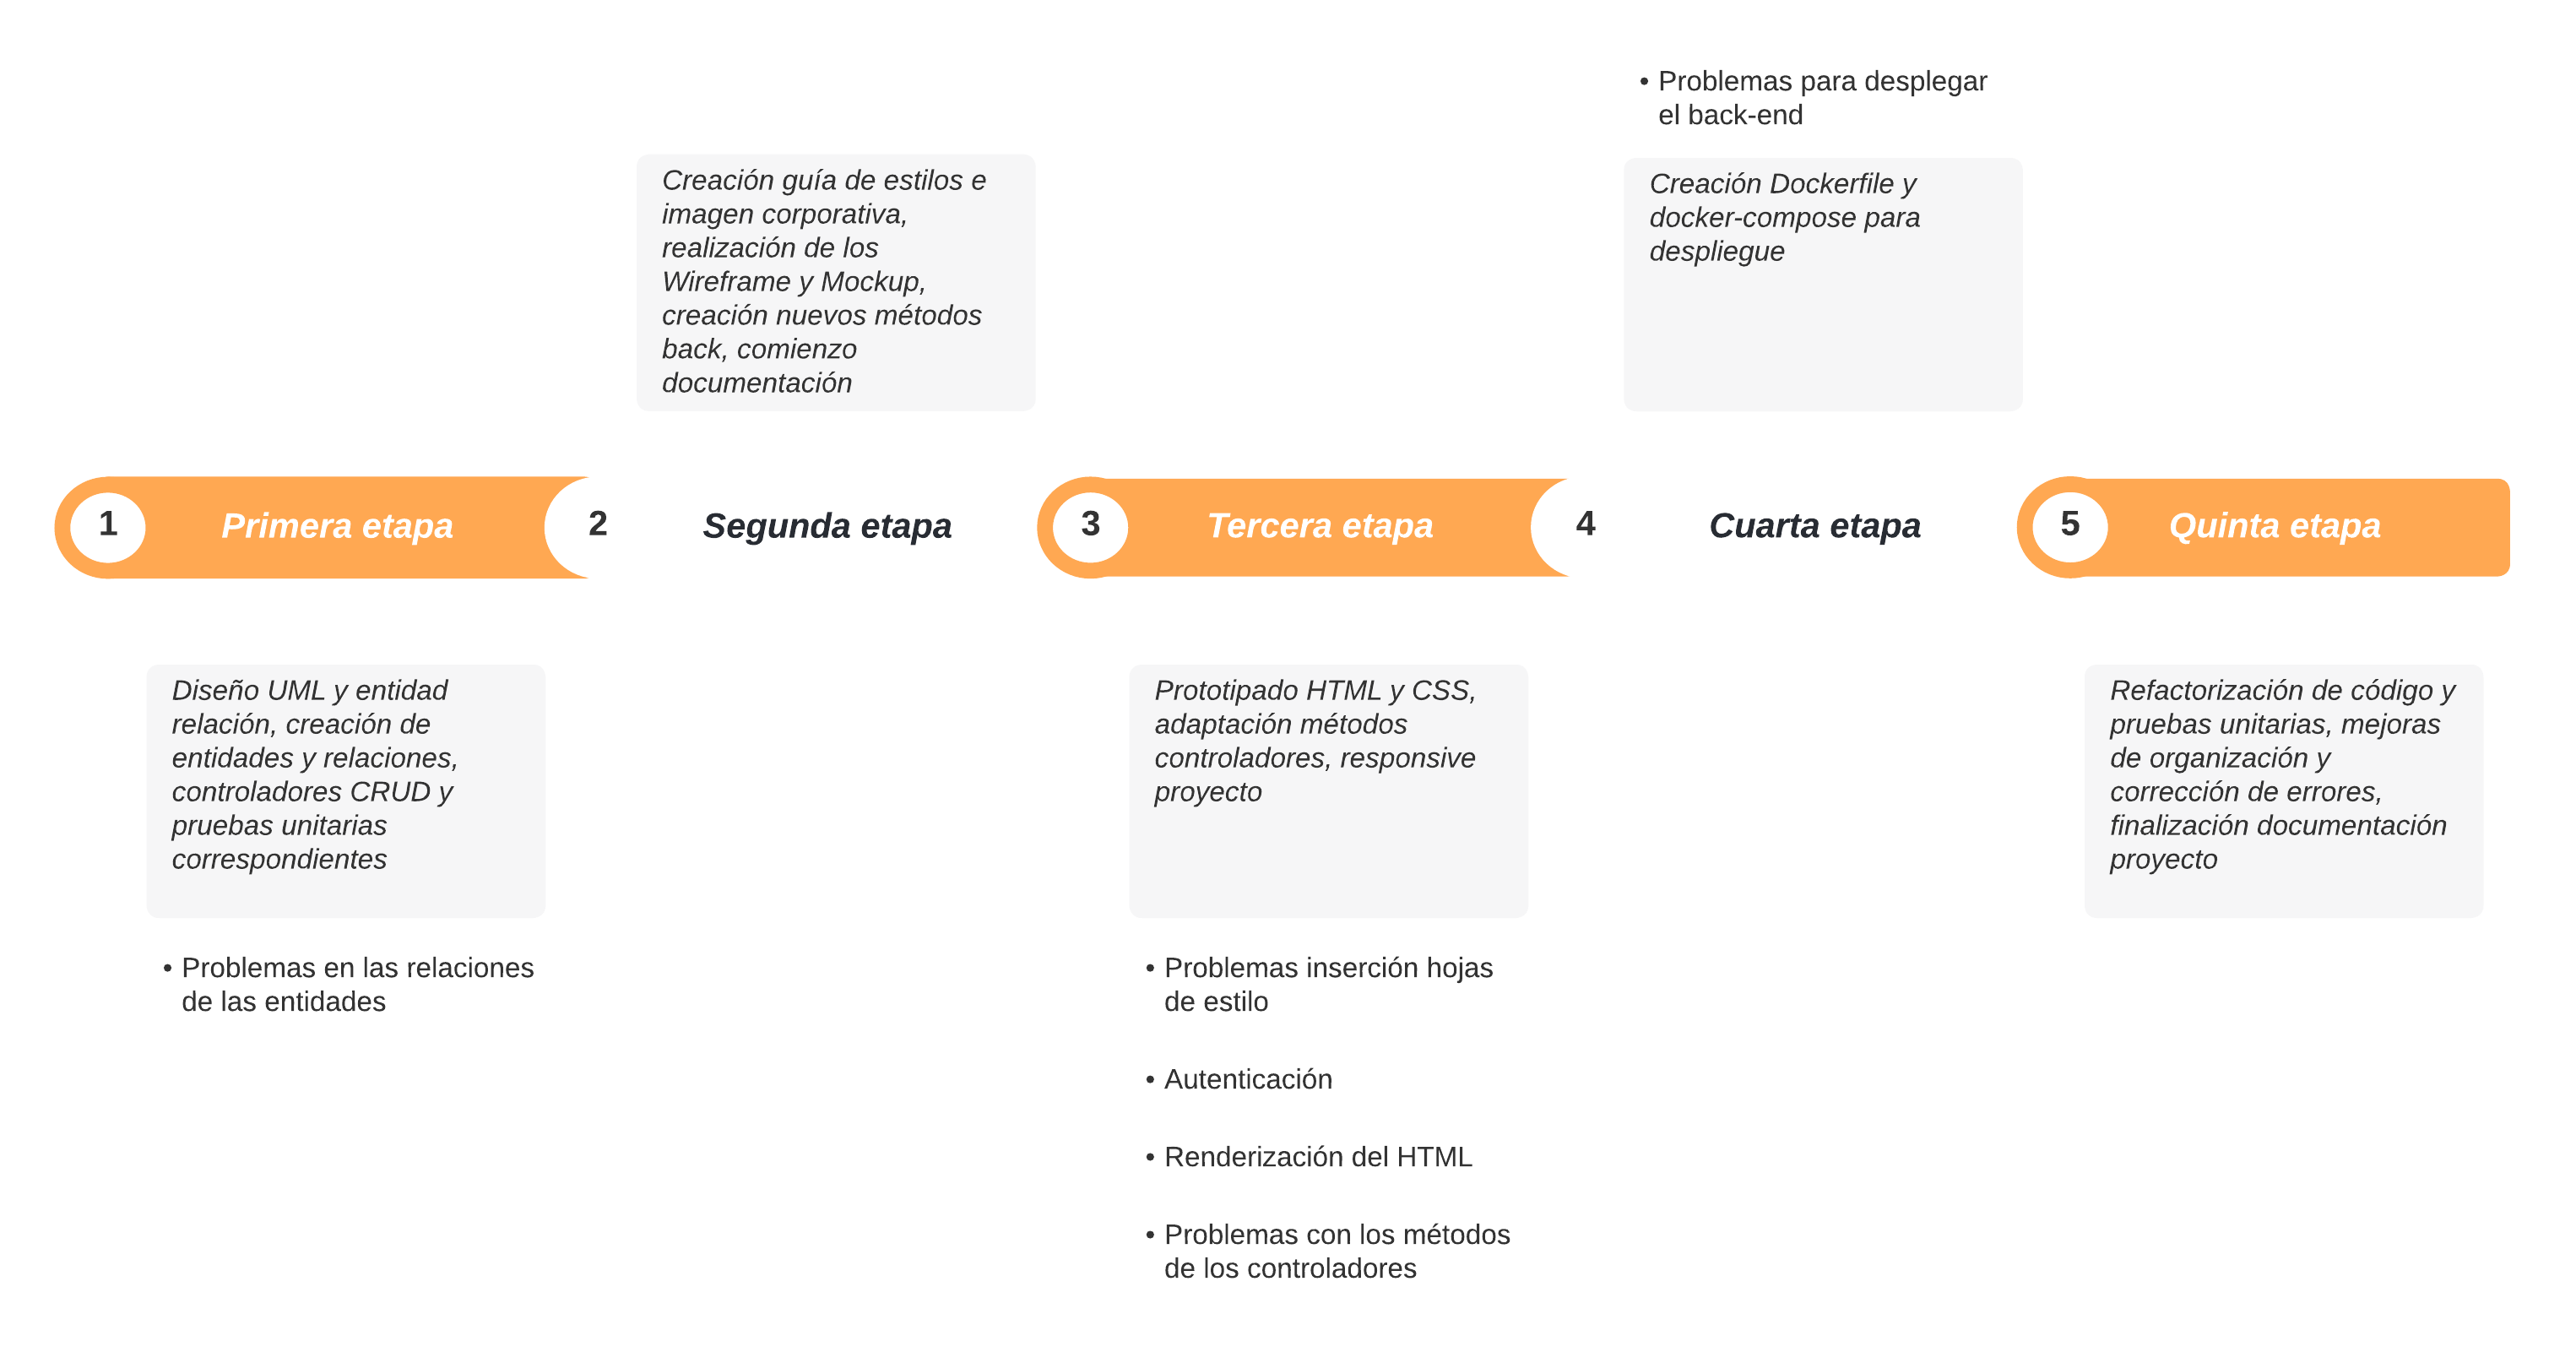 • Problemas para desplegar
el back-end
Creación guía de estilos e
imagen corporativa,
realización de los
Wireframe y Mockup,
creación nuevos métodos
back, comienzo
documentación
Creación Dockerfile y
docker-compose para
despliegue
1 Primera etapa
2 Segunda etapa
3 Tercera etapa
4 Cuarta etapa
5 Quinta etapa
Diseño UML y entidad
relación, creación de
entidades y relaciones,
controladores CRUD y
pruebas unitarias
correspondientes
• Problemas en las relaciones
de las entidades
Prototipado HTML y CSS,
adaptación métodos
controladores, responsive
proyecto
• Problemas inserción hojas
de estilo
• Autenticación
• Renderización del HTML
• Problemas con los métodos
de los controladores
Refactorización de código y
pruebas unitarias, mejoras
de organización y
corrección de errores,
finalización documentación
proyecto